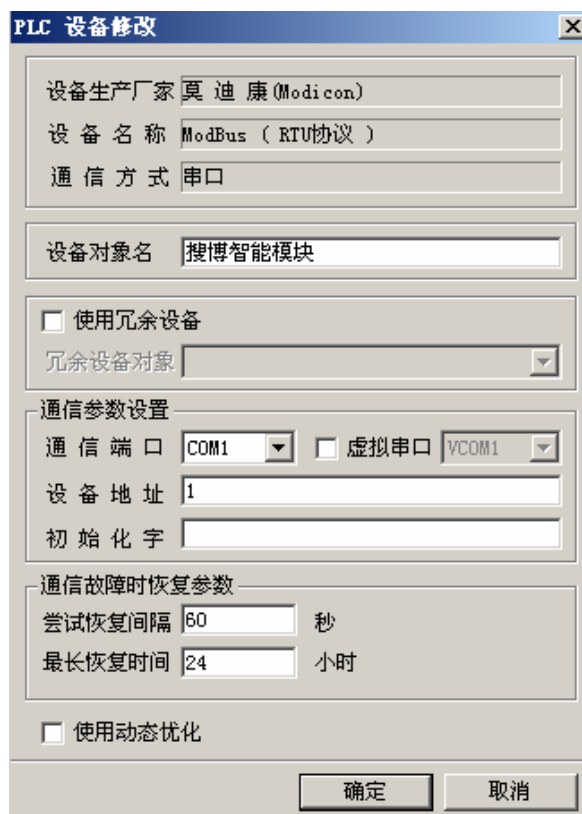 PLC 设备修改
设备生产厂家 莫 迪 康(Modicon)
设 备 名 称 ModBus ( RTU协议 )
通 信 方 式 串口
设备对象名 搜博智能模块
使用冗余设备
冗余设备对象
通信参数设置
通 信 端 口 COM1 虚拟串口 VCOM1
设 备 地 址 1
初 始 化 字
通信故障时恢复参数
尝试恢复间隔 60 秒
最长恢复时间 24 小时
使用动态优化
确定 取消